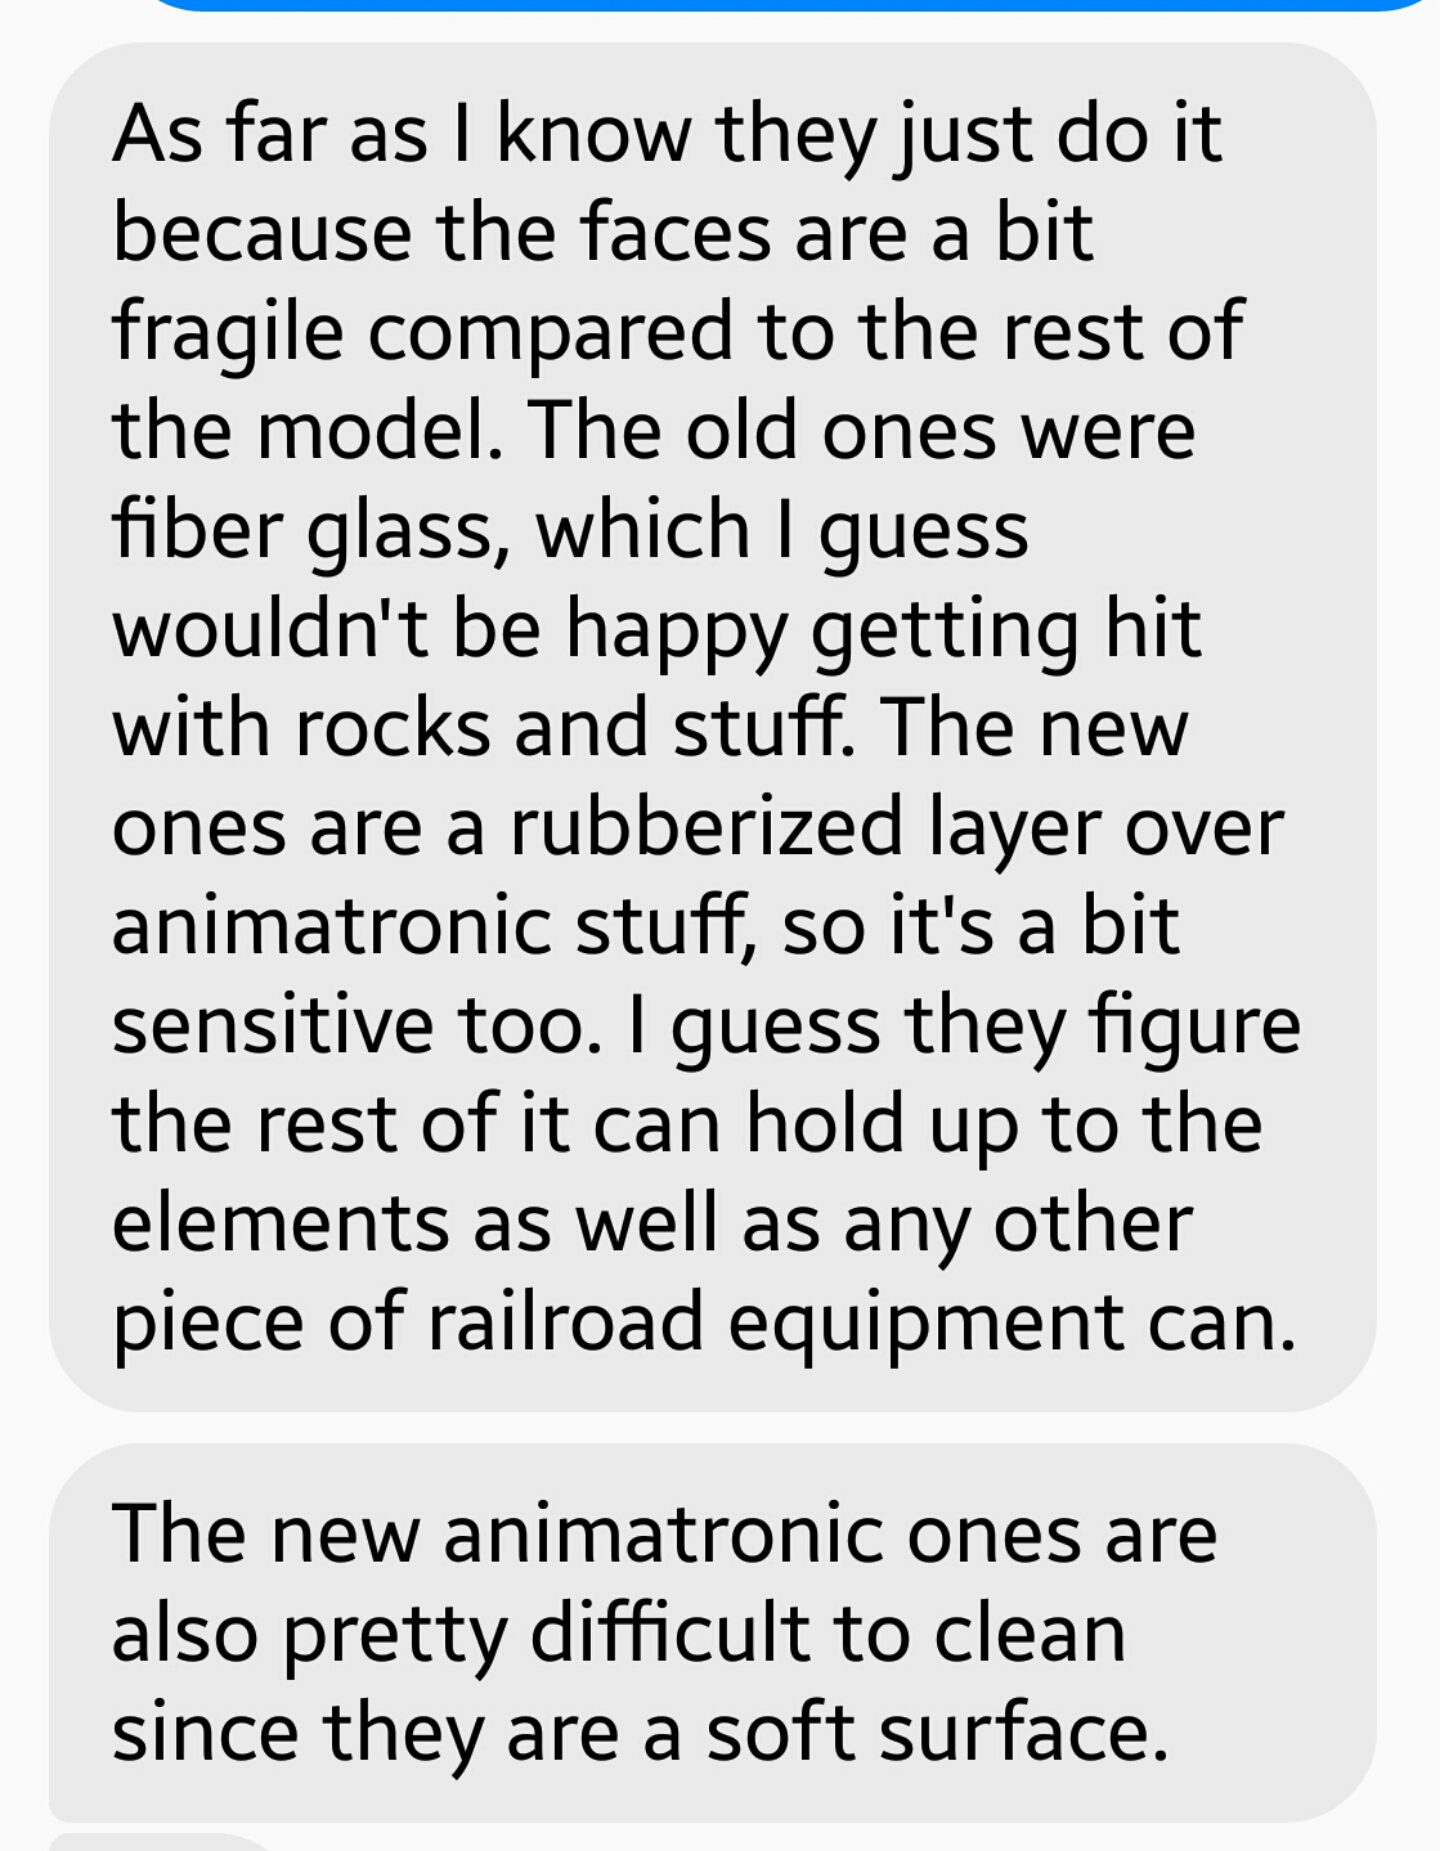 As far as I know they just do it
because the faces are a bit
fragile compared to the rest of
the model. The old ones were
fiber glass, which I guess
wouldn't be happy getting hit
with rocks and stuff. The new
ones are a rubberized layer over
animatronic stuff, so it's a bit
sensitive too. I guess they figure
the rest of it can hold up to the
elements as well as any other
piece of railroad equipment can.
The new animatronic ones are
also pretty difficult to clean
since they are a soft surface.